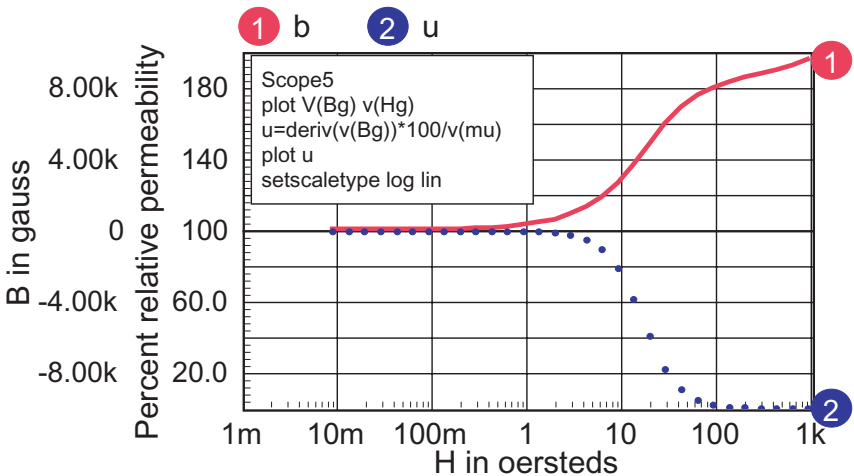 1 b 2 u
Scope5
plot V(Bg) v(Hg)
u=deriv(v(Bg))*100/v(mu)
plot u
setscaletype log lin
1
2
B in gauss
8.00k
4.00k
0
-4.00k
-8.00k
Percent relative permeability
180
140
100
60.0
20.0
1m 10m 100m 1 10 100 1k
H in oersteds